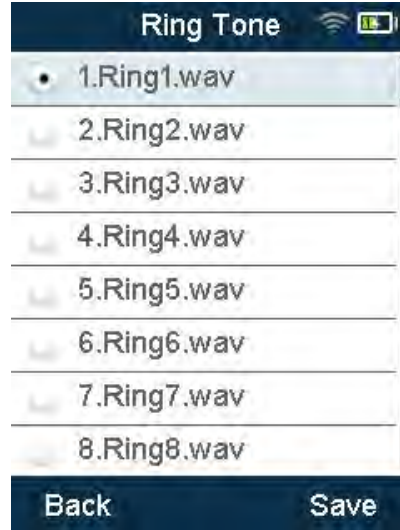 Ring Tone
1.Ring1.wav
2.Ring2.wav
3.Ring3.wav
4.Ring4.wav
5.Ring5.wav
6.Ring6.wav
7.Ring7.wav
8.Ring8.wav
Back Save